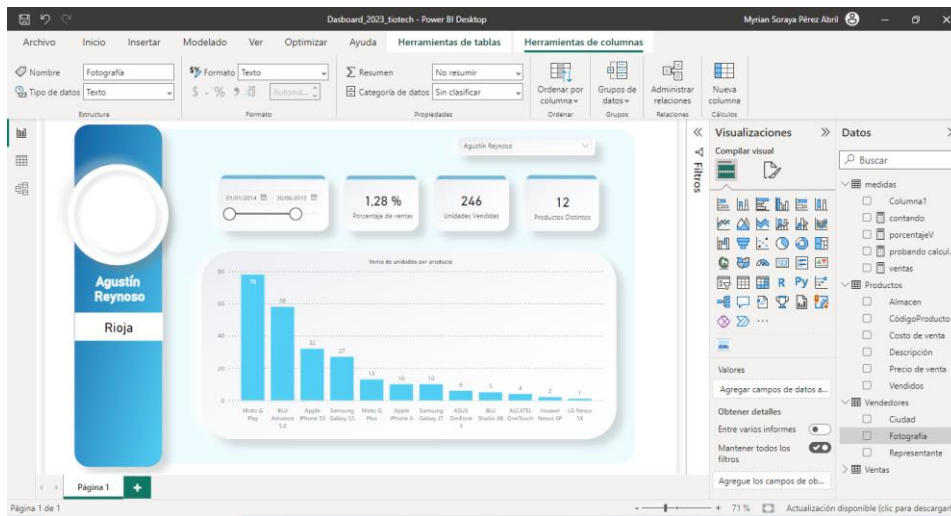 Dasboard_2023_tiotech - Power BI Desktop
Myrian Soraya Pérez Abril
Archivo Inicio Insertar Modelado Ver Optimizar Ayuda Herramientas de tablas Herramientas de columnas
Nombre Fotografía
Tipo de datos Texto
Estructura
Formato Texto
$ % Automá...
Formato
Resumen No resumir
Categoría de datos Sin clasificar
Propiedades
Ordenar por columna
Ordenar
Grupos de datos
Grupos
Administrar relaciones
Relaciones
Nueva columna
Cálculos
Agustín
Reynoso
Rioja
Agustín Reynoso
01/01/2014 30/06/2015
1,28 %
Porcentaje de ventas
246
Unidades Vendidas
12
Productos Distintos
Venta de unidades por producto
80
60
40
20
0
78 58 32 27 13 10 10 6 5 4 2 1
Moto G Play
BLU Advance 5.0
Apple iPhone 5S
Samsung Galaxy S5
Moto G Plus
Apple iPhone 6
Samsung Galaxy J7
ASUS ZenFone 3
BLU Studio XB
ALCATEL OneTouch
Huawei Nexus 6P
LG Nexus 5X
Filtros
Visualizaciones
Compilar visual
R Py
123
Valores
Agregar campos de datos a...
Obtener detalles
Entre varios informes
Mantener todos los
filtros
Agregue los campos de ob...
Datos
Buscar
medidas
Columna1
contando
porcentajeV
probando calcul.
ventas
Productos
Almacen
CódigoProducto
Costo de venta
Descripción
Precio de venta
Vendidos
Vendedores
Ciudad
Fotografía
Representante
Ventas
Página 1
Página 1 de 1
71 %
Actualización disponible (clic para descargar